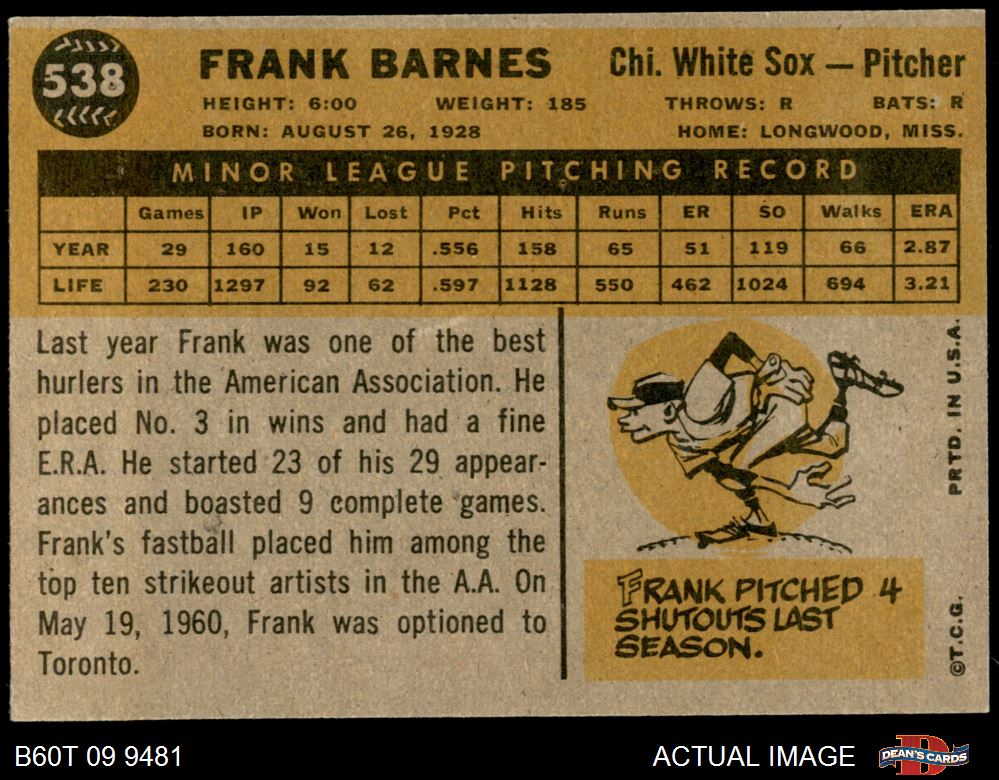 538
FRANK BARNES
Chi. White Sox — Pitcher
HEIGHT: 6:00 WEIGHT: 185 THROWS: R BATS: R
BORN: AUGUST 26, 1928 HOME: LONGWOOD, MISS.
MINOR LEAGUE PITCHING RECORD
Games IP Won Lost Pct Hits Runs ER SO Walks ERA
YEAR 29 160 15 12 .556 158 65 51 119 66 2.87
LIFE 230 1297 92 62 .597 1128 550 462 1024 694 3.21
Last year Frank was one of the best
hurlers in the American Association. He
placed No. 3 in wins and had a fine
E.R.A. He started 23 of his 29 appear-
ances and boasted 9 complete games.
Frank's fastball placed him among the
top ten strikeout artists in the A.A. On
May 19, 1960, Frank was optioned to
Toronto.
FRANK PITCHED 4
SHUTOUTS LAST
SEASON.
©T.C.G. PRTD. IN U.S.A.
B60T 09 9481
ACTUAL IMAGE
D
DEAN'S CARDS